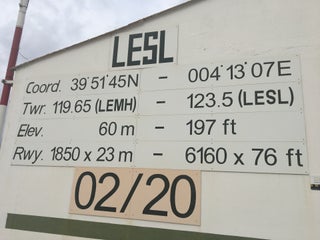 LESL
Coord. 39°51'45N - 004°13'07E
Twr. 119.65 (LEMH) - 123.5 (LESL)
Elev. 60 m - 197 ft
Rwy. 1850 x 23 m - 6160 x 76 ft
02/20